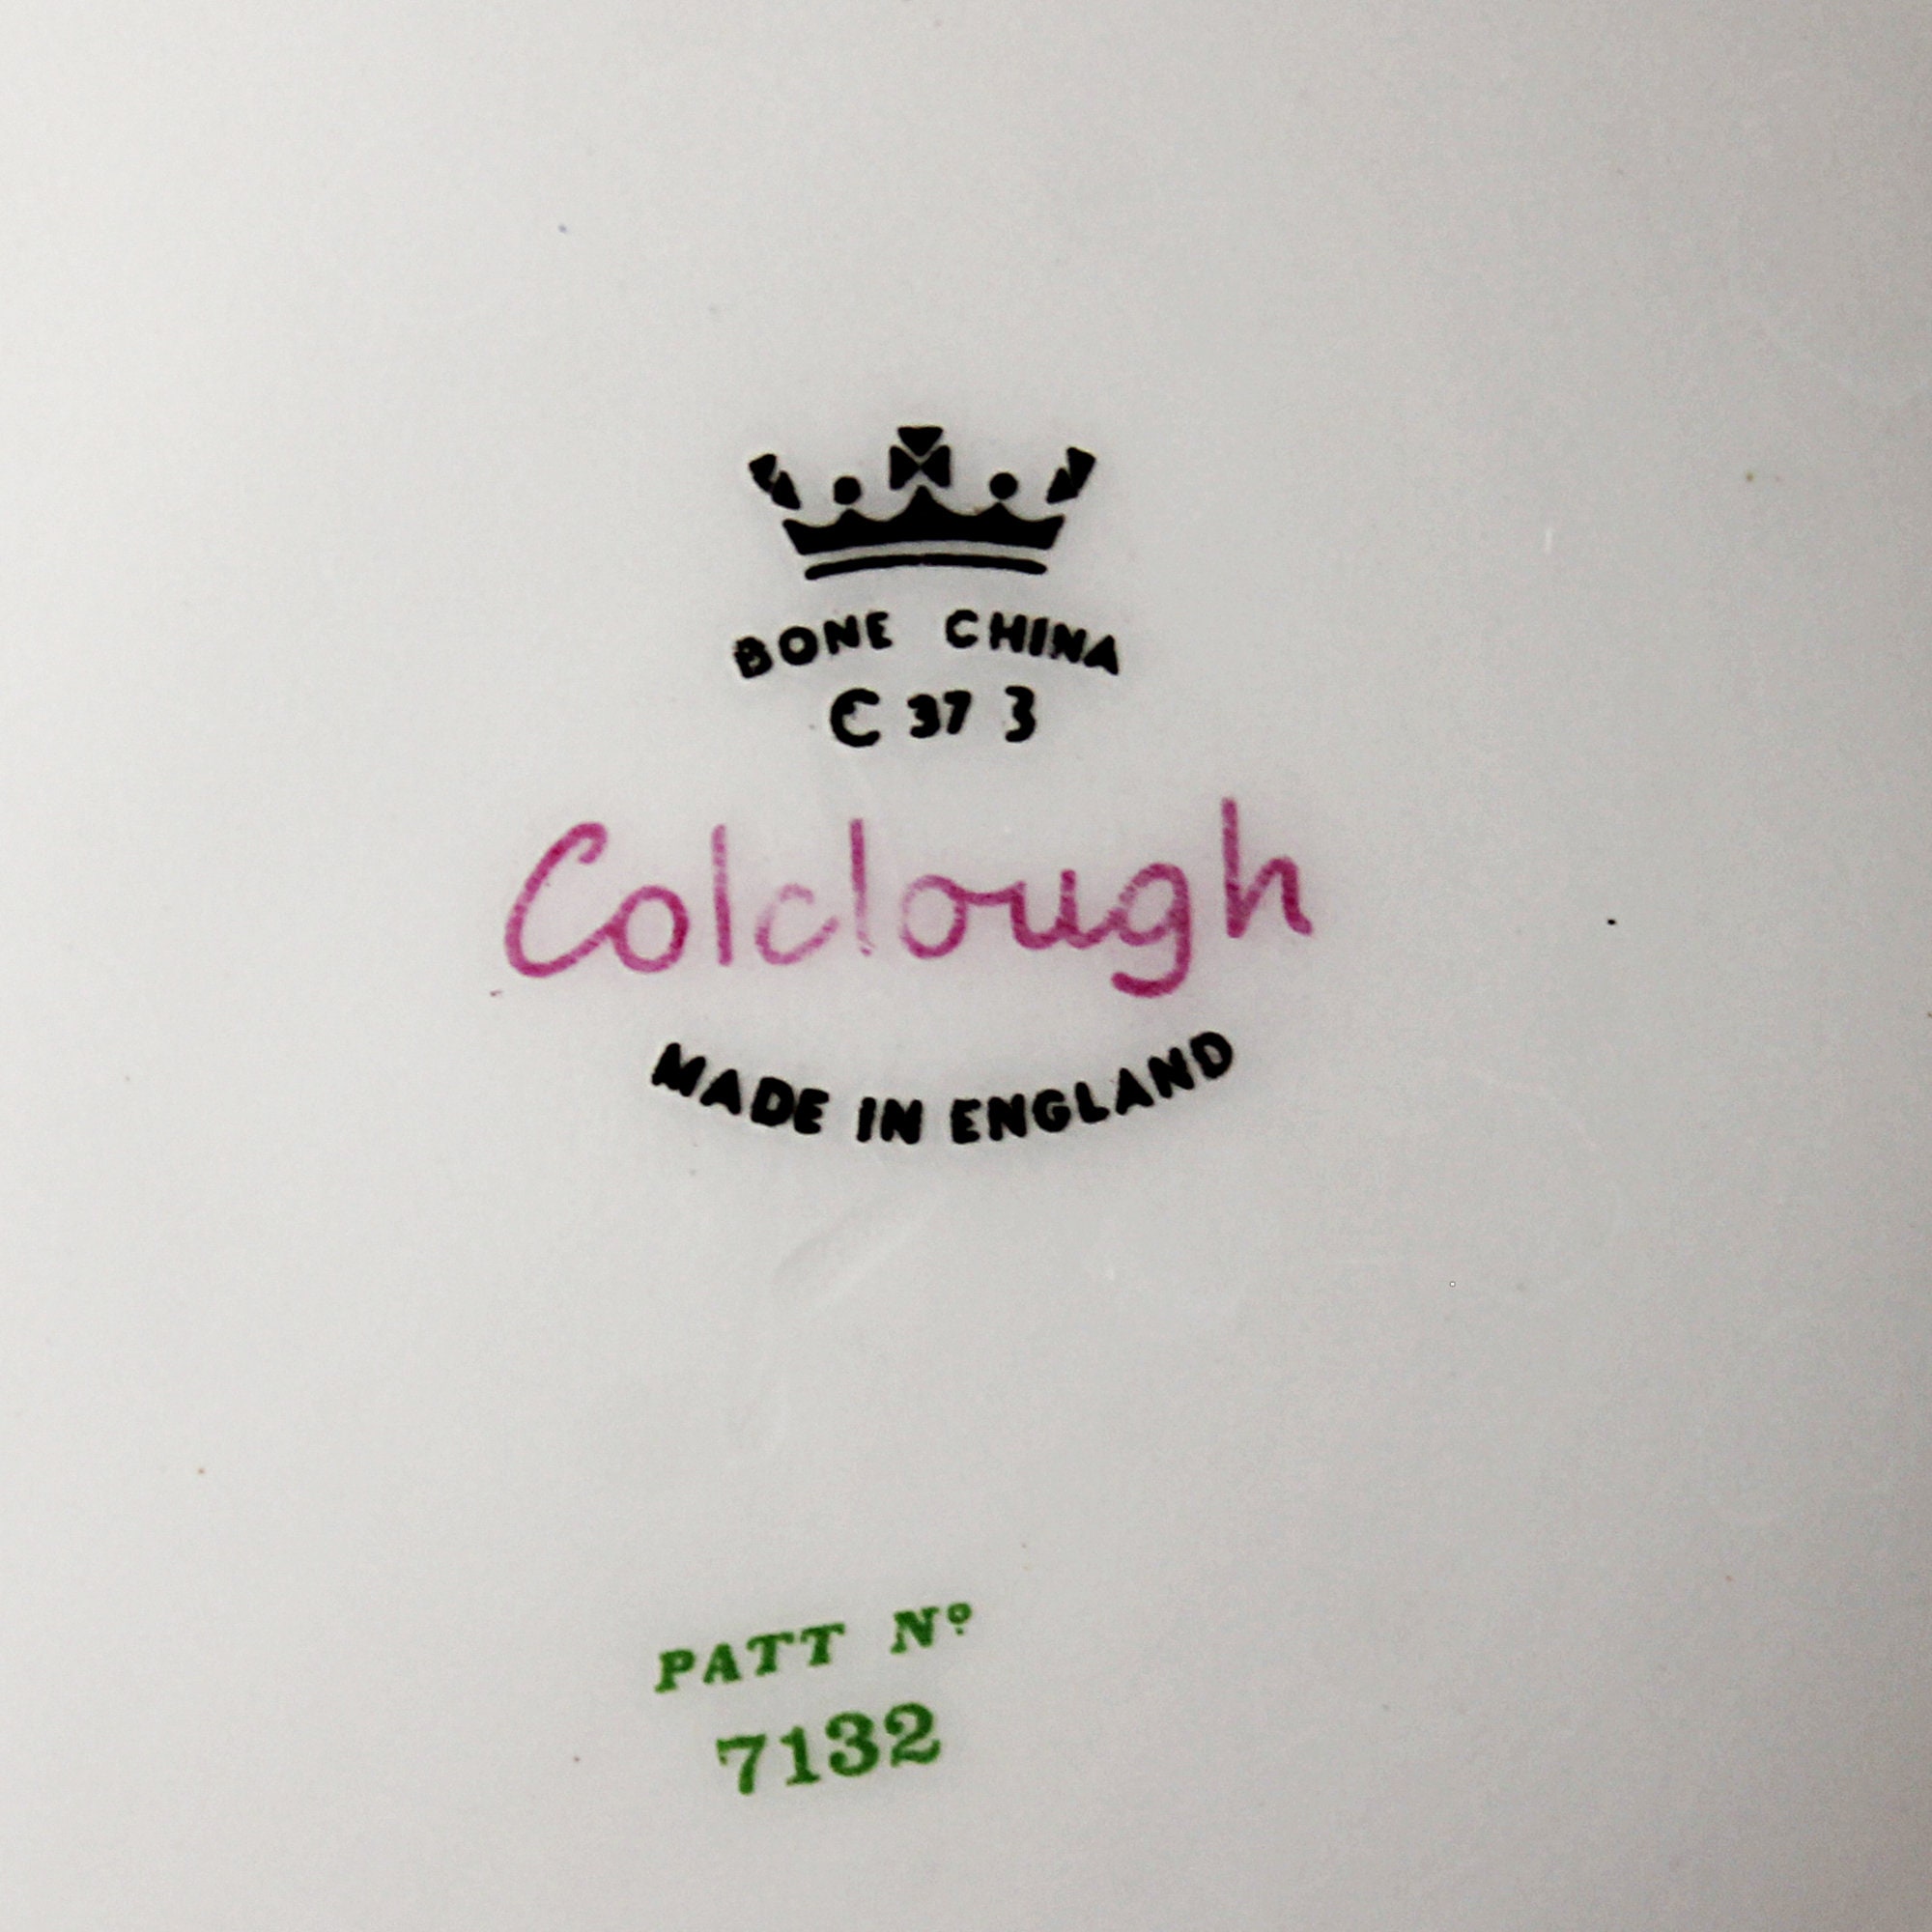 BONE CHINA
C 37 3
Colclough
MADE IN ENGLAND
PATT Nº
7132